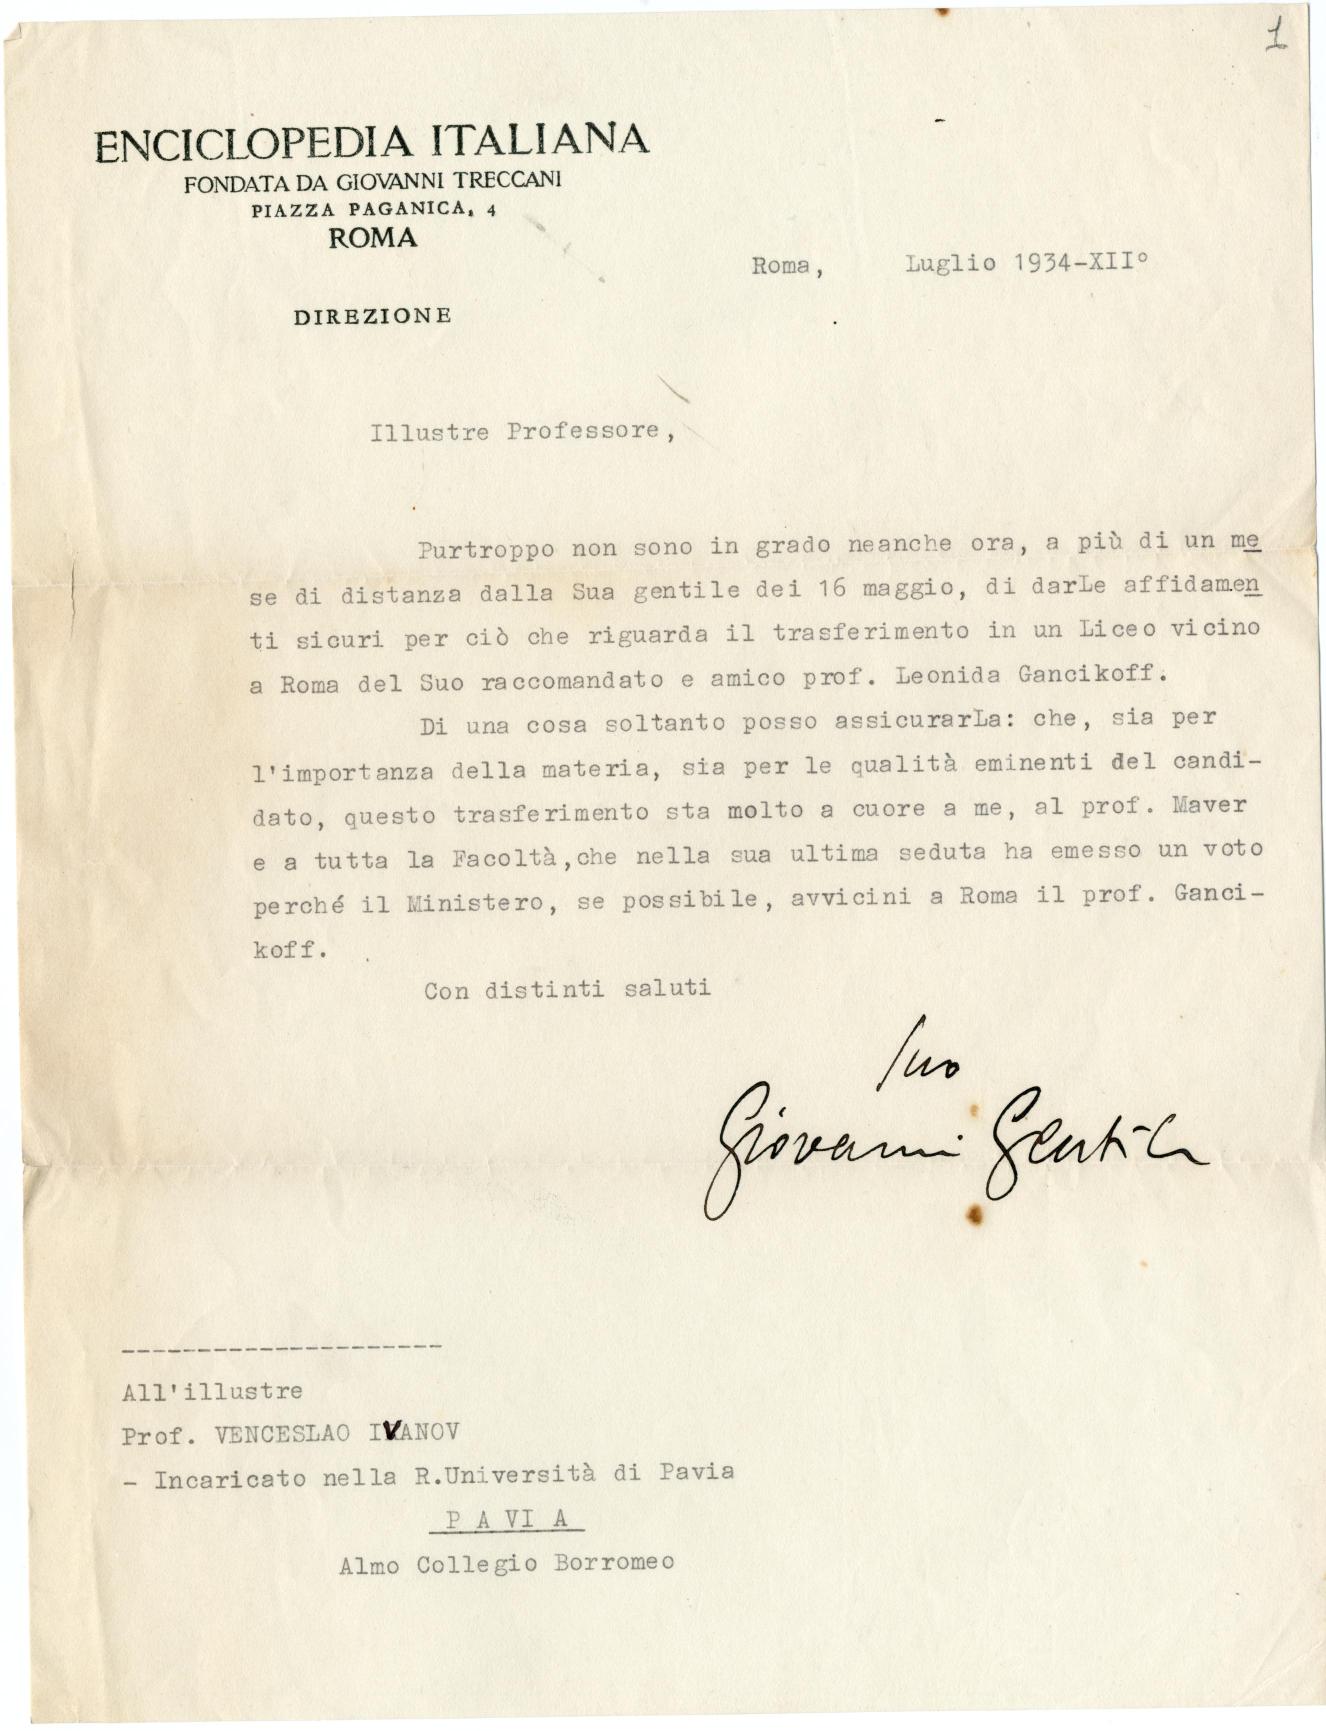 1
ENCICLOPEDIA ITALIANA
FONDATA DA GIOVANNI TRECCANI
PIAZZA PAGANICA, 4
ROMA
Roma, Luglio 1934-XII°
DIREZIONE
Illustre Professore,
Purtroppo non sono in grado neanche ora, a più di un me
se di distanza dalla Sua gentile dei 16 maggio, di darLe affidamen
ti sicuri per ciò che riguarda il trasferimento in un Liceo vicino
a Roma del Suo raccomandato e amico prof. Leonida Gancikoff.
Di una cosa soltanto posso assicurarLa: che, sia per
l'importanza della materia, sia per le qualità eminenti del candi-
dato, questo trasferimento sta molto a cuore a me, al prof. Maver
e a tutta la Facoltà,che nella sua ultima seduta ha emesso un voto
perché il Ministero, se possibile, avvicini a Roma il prof. Ganci-
koff.
Con distinti saluti
Suo
Giovanni Gentile
--------------------
All'illustre
Prof. VENCESLAO IVANOV
- Incaricato nella R.Università di Pavia
P A VI A
Almo Collegio Borromeo